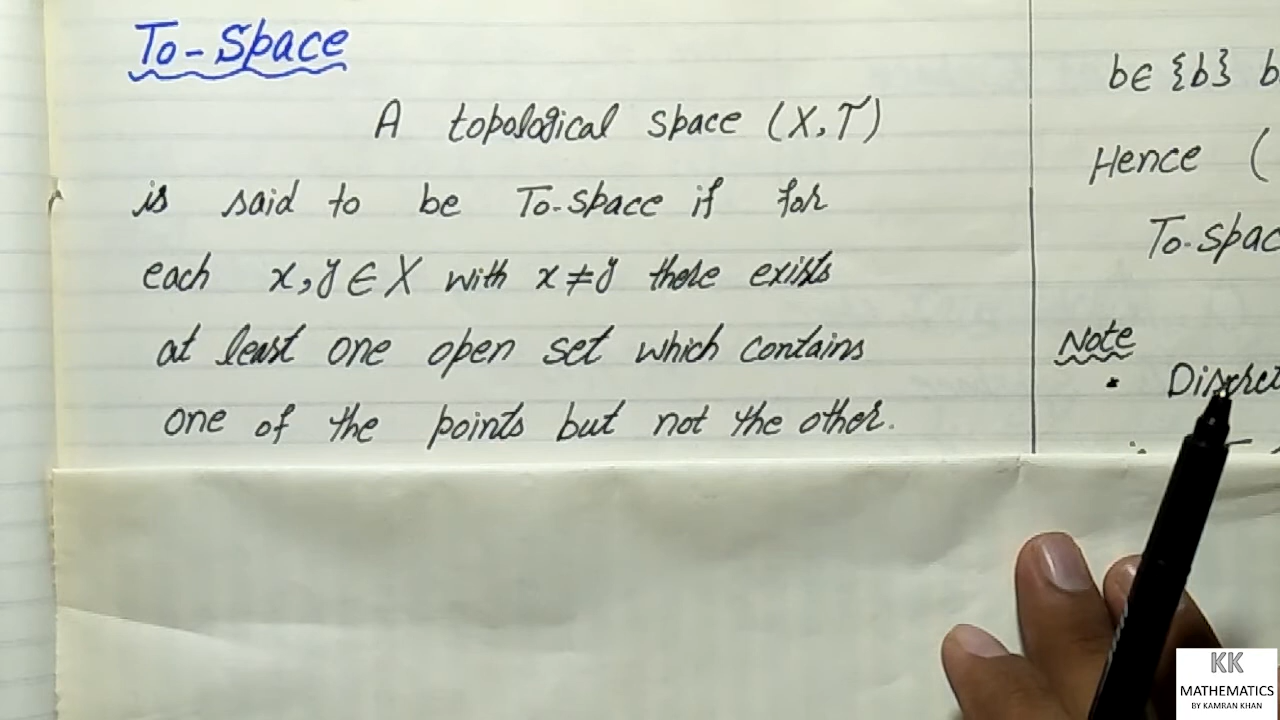 To-Space
A topological space (X,T)
is said to be To-space if for
each x,y ∈ X with x≠y there exists
at least one open set which contains
one of the points but not the other.
b∈ {b} b
Hence (
To-spac
Note
• Discret
KK
MATHEMATICS
BY KAMRAN KHAN